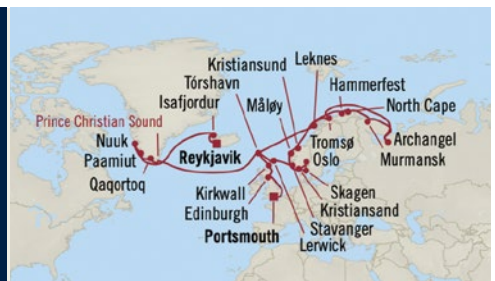 Kristiansund
Leknes
Tórshavn
Hammerfest
Isafjordur
Måløy
North Cape
Prince Christian Sound
Nuuk
Paamiut
Reykjavik
Tromsø
Archangel
Oslo
Murmansk
Qaqortoq
Kirkwall
Skagen
Edinburgh
Kristiansand
Portsmouth
Stavanger
Lerwick